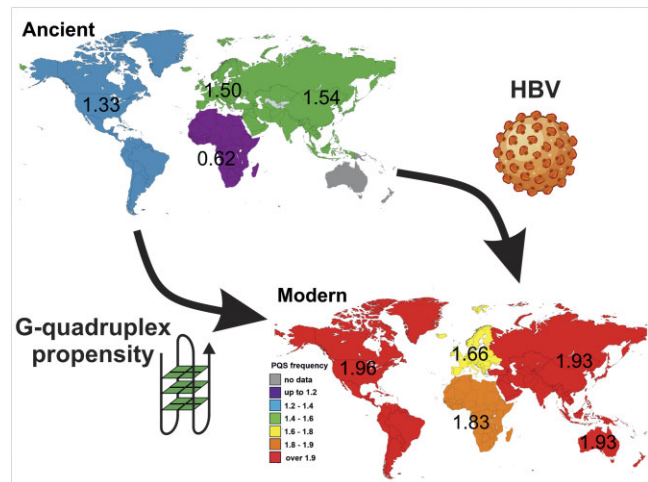 Ancient
1.33
1.50
1.54
0.62
HBV
G-quadruplex
propensity
Modern
1.96
1.66
1.93
1.83
1.93
PQS frequency
no data
up to 1.2
1.2 - 1.4
1.4 - 1.6
1.6 - 1.8
1.8 - 1.9
over 1.9